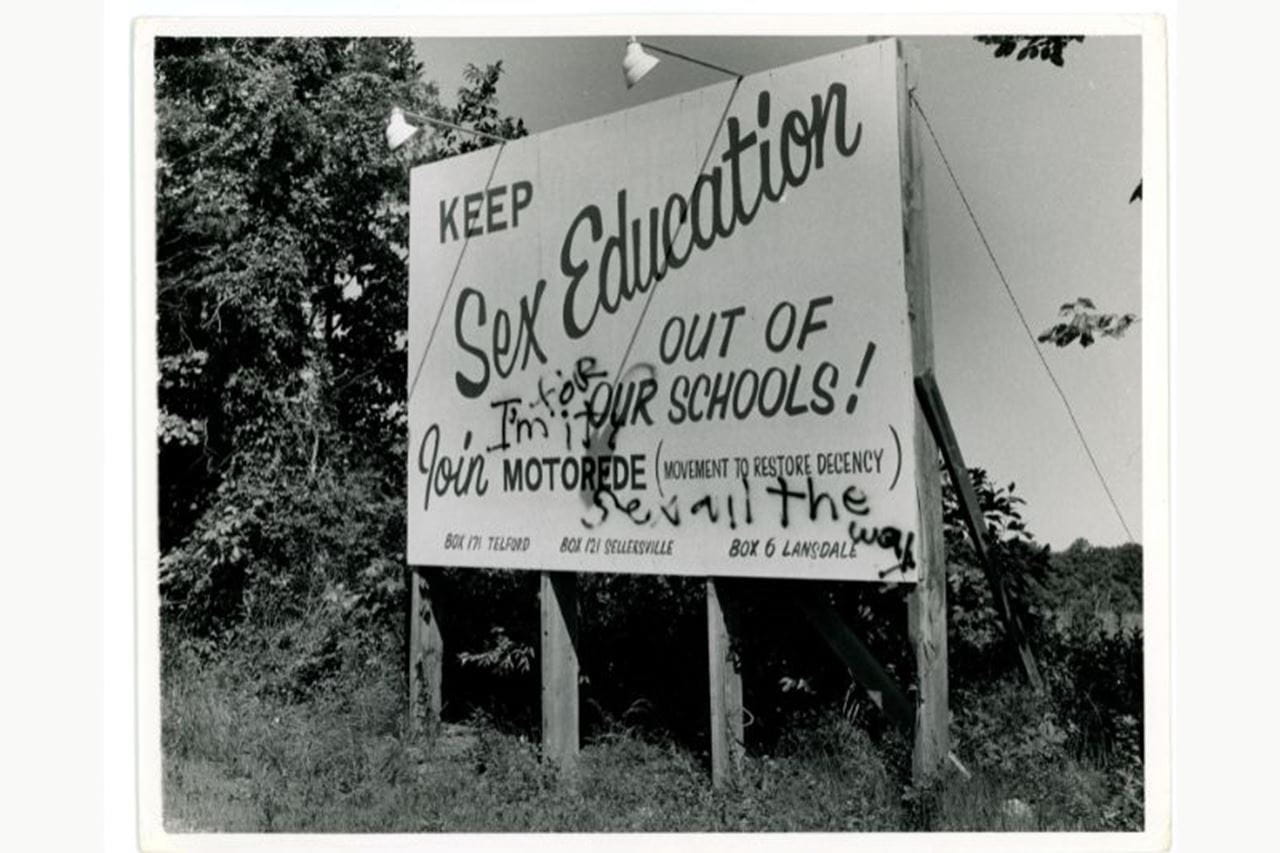 KEEP
Sex Education
OUT OF
OUR SCHOOLS!
I'm for
it
Join MOTOREDE (MOVEMENT TO RESTORE DECENCY)
Sex all the
way
BOX 171 TELFORD BOX 121 SELLERSVILLE BOX 6 LANSDALE